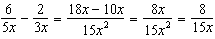 6/(5x) - 2/(3x) = (18x - 10x)/(15x²) = 8x/(15x²) = 8/(15x)